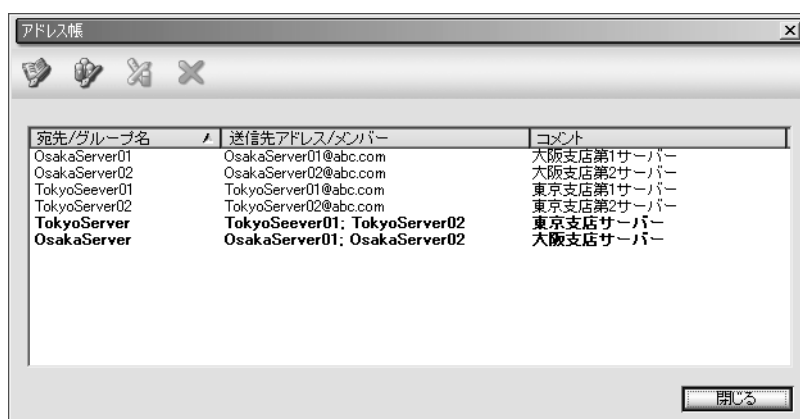 アドレス帳
宛先/グループ名 送信先アドレス/メンバー コメント
OsakaServer01 OsakaServer01@abc.com 大阪支店第1サーバー
OsakaServer02 OsakaServer02@abc.com 大阪支店第2サーバー
TokyoSeever01 TokyoServer01@abc.com 東京支店第1サーバー
TokyoServer02 TokyoServer02@abc.com 東京支店第2サーバー
TokyoServer TokyoSeever01; TokyoServer02 東京支店サーバー
OsakaServer OsakaServer01; OsakaServer02 大阪支店サーバー
閉じる